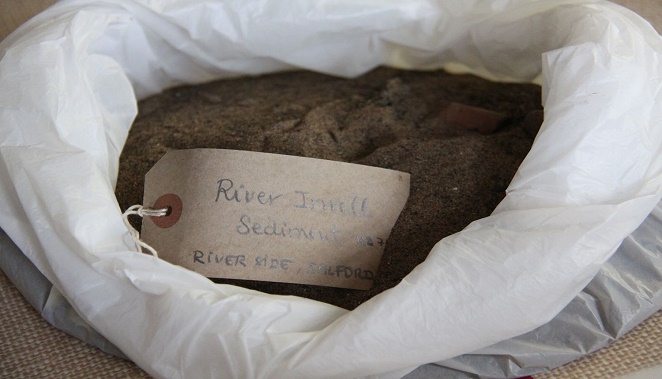 River Irwell
Sediment
RIVER SIDE, SALFORD